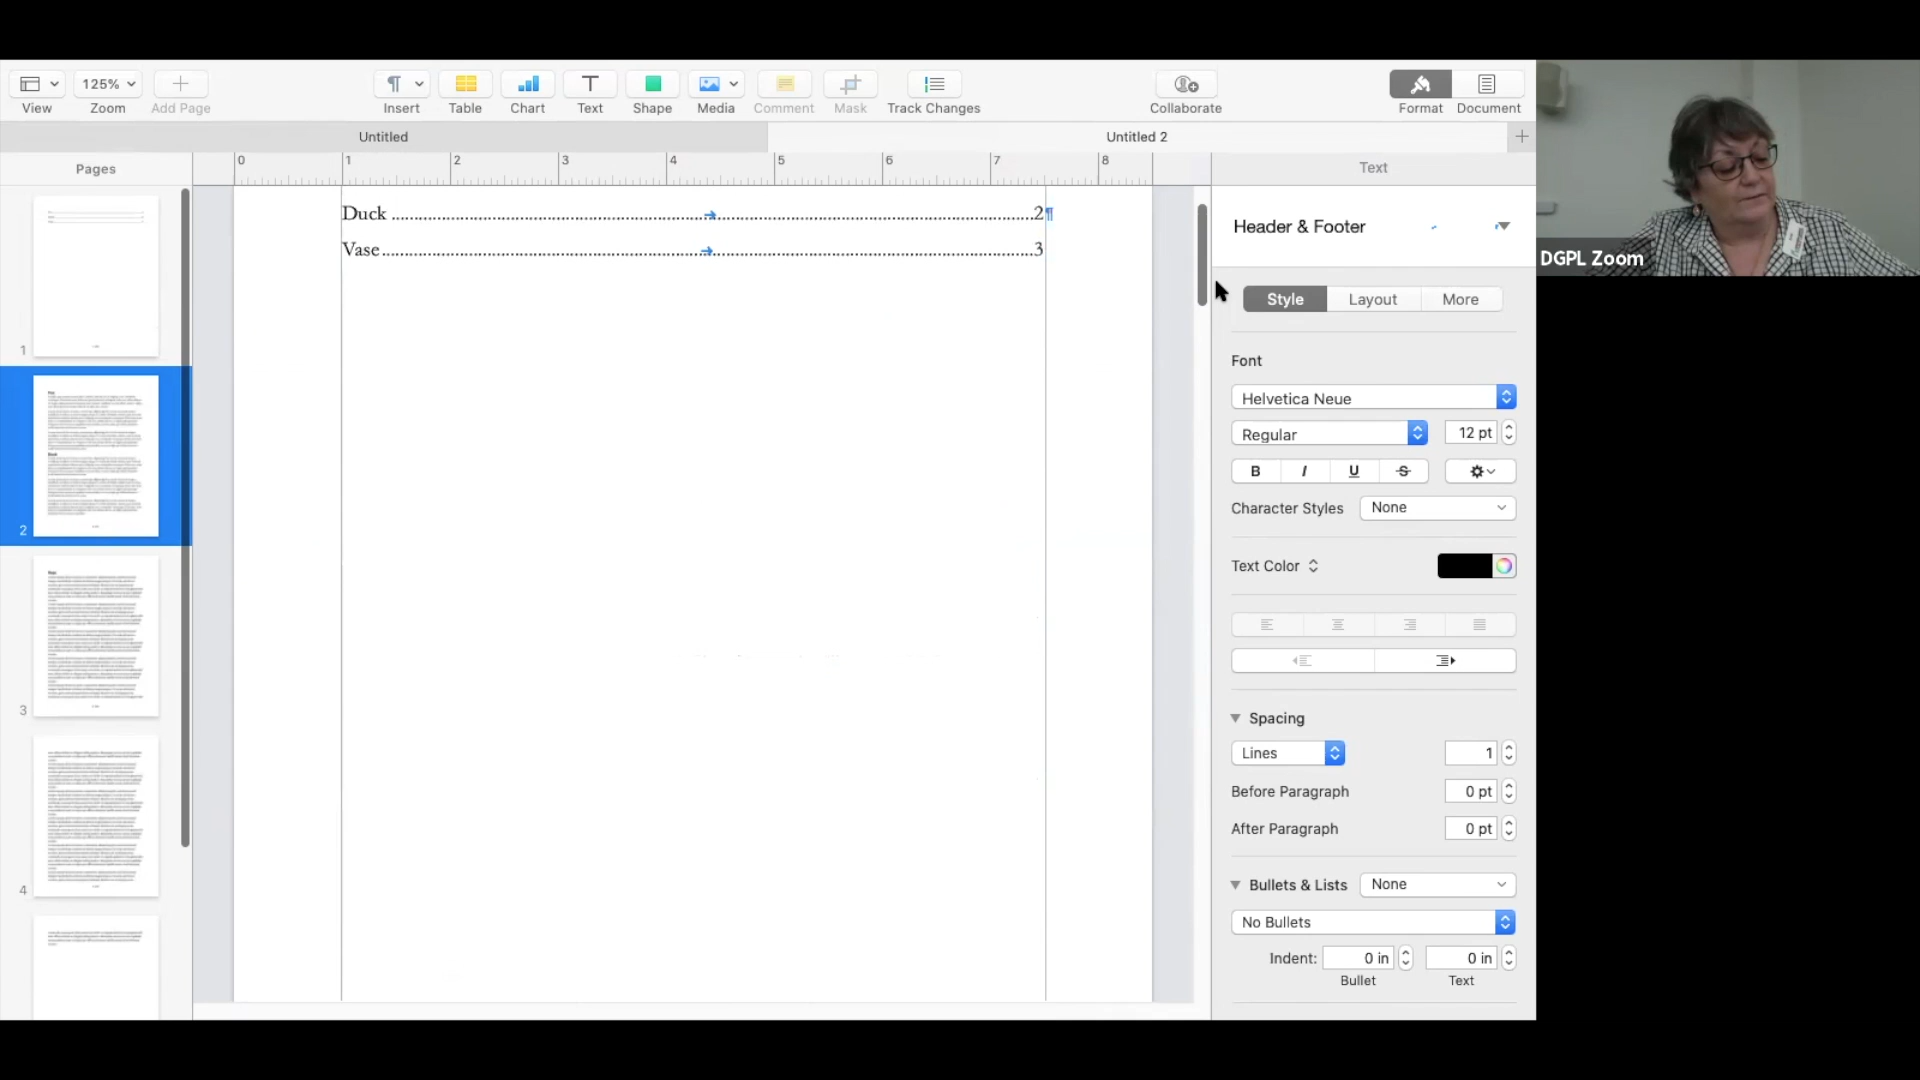 125%
View
Zoom
Add Page
Insert
Table
Chart
Text
Shape
Media
Comment
Mask
Track Changes
Collaborate
Format
Document
Untitled
Untitled 2
Pages
0 1 2 3 4 5 6 7 8
Text
Duck ........................................................................................................................2¶
Vase........................................................................................................................3
1
2
3
4
Header & Footer
Style
Layout
More
Font
Helvetica Neue
Regular
12 pt
B I U S
Character Styles
None
Text Color
Spacing
Lines
1
Before Paragraph
0 pt
After Paragraph
0 pt
Bullets & Lists
None
No Bullets
Indent:
0 in
0 in
Bullet
Text
DGPL Zoom